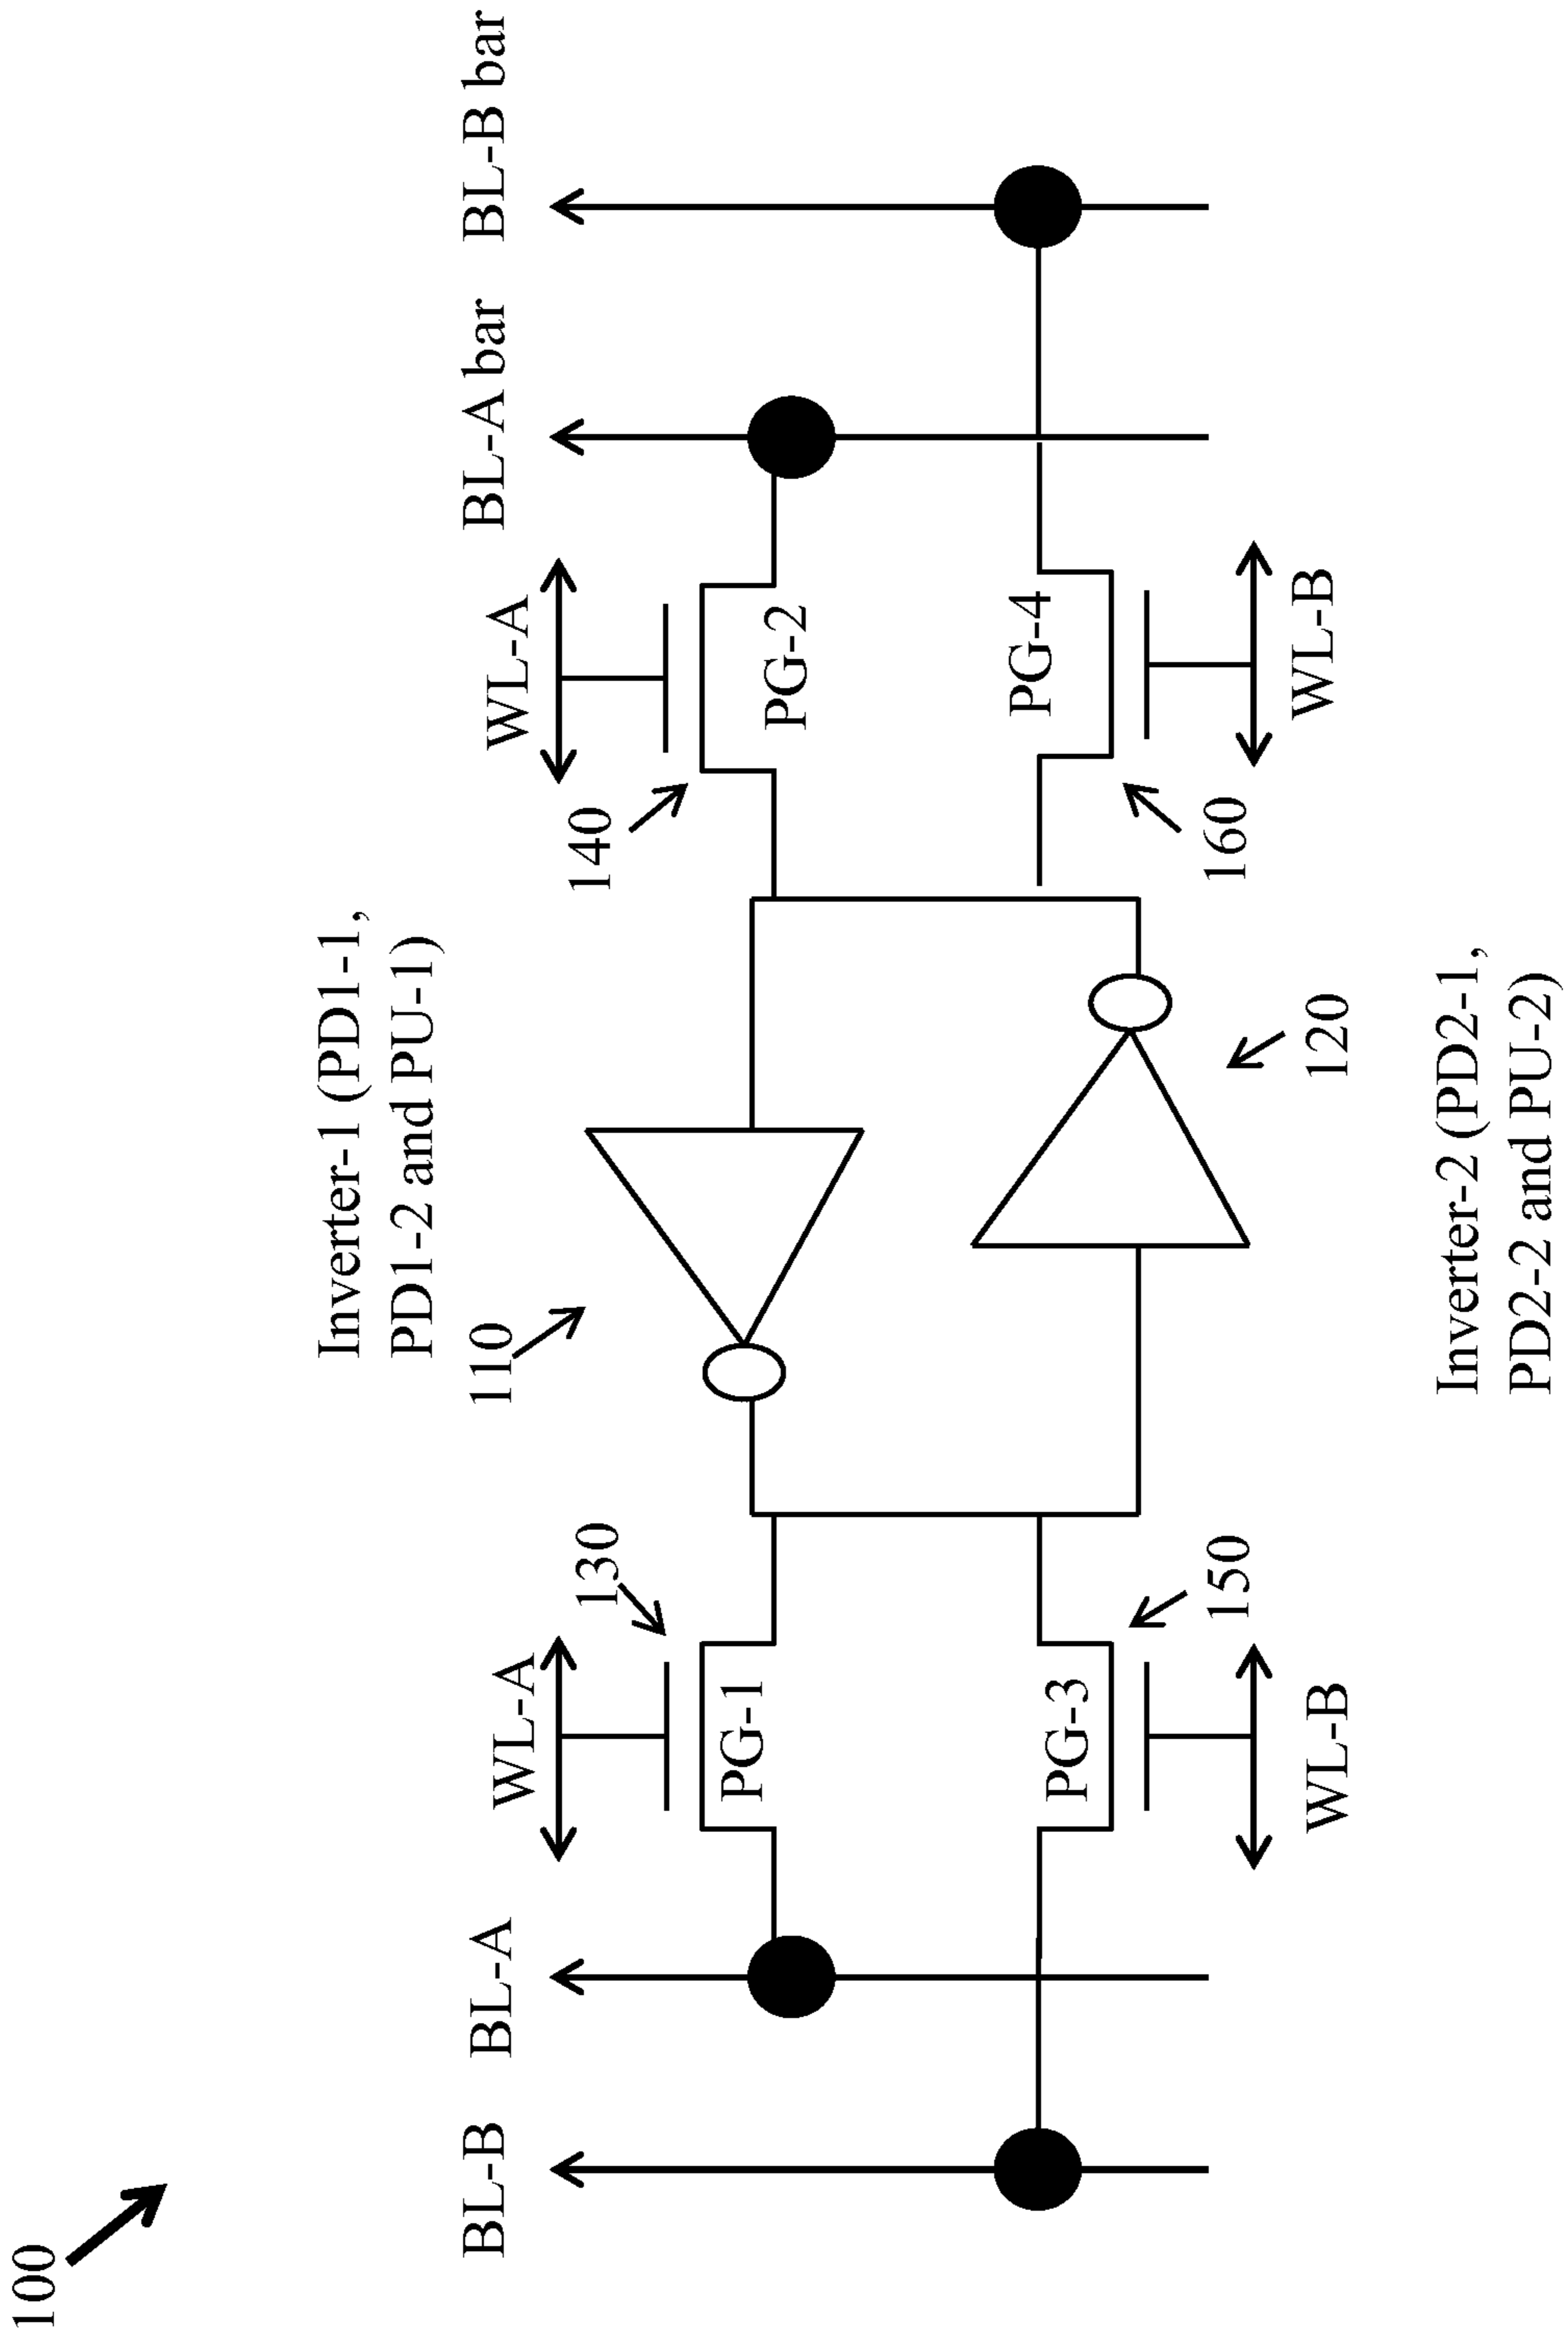 100
Inverter-1 (PD1-1,
PD1-2 and PU-1)
BL-B
BL-A
WL-A
130
110
140
WL-A
BL-A bar
BL-B bar
PG-1
PG-2
PG-3
PG-4
WL-B
150
120
160
WL-B
Inverter-2 (PD2-1,
PD2-2 and PU-2)